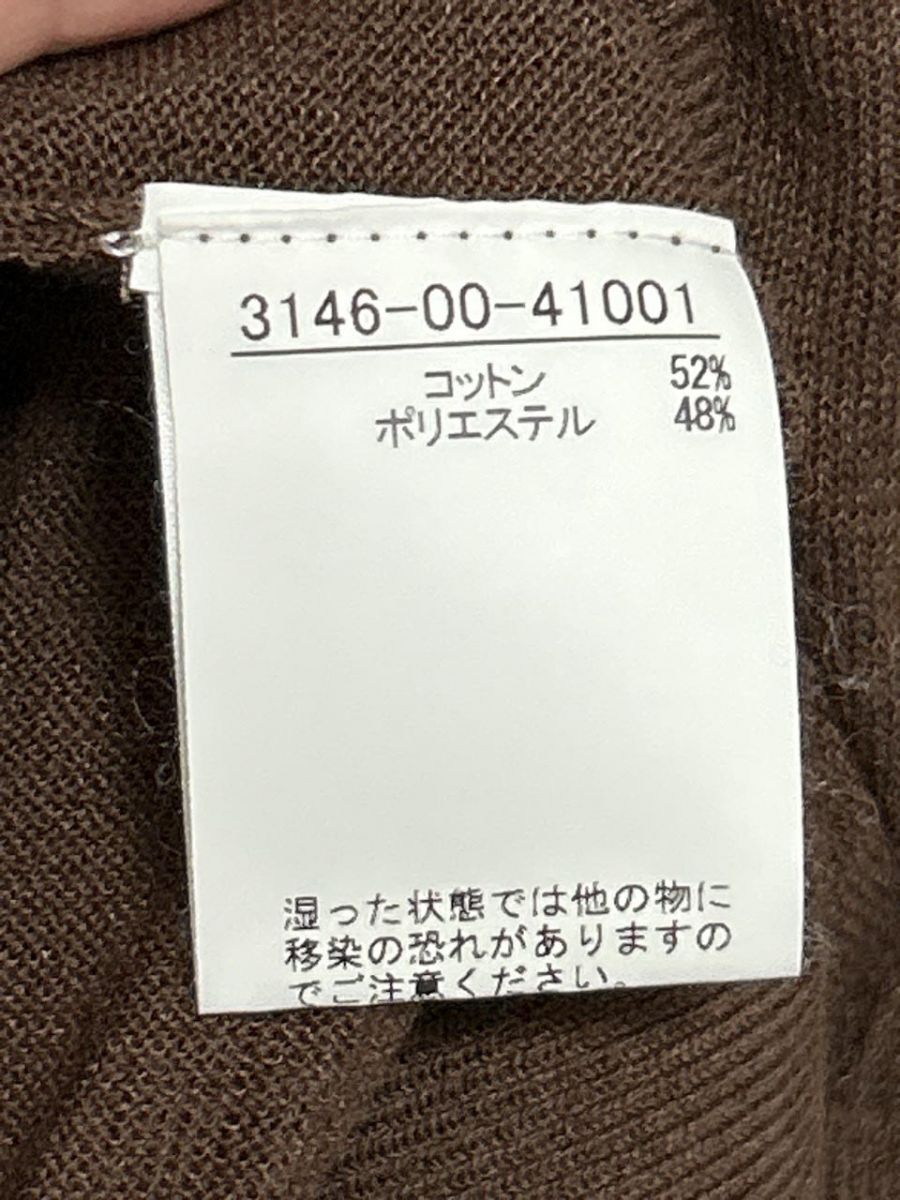 3146-00-41001
コットン 52%
ポリエステル 48%
湿った状態では他の物に
移染の恐れがありますの
でご注意ください。